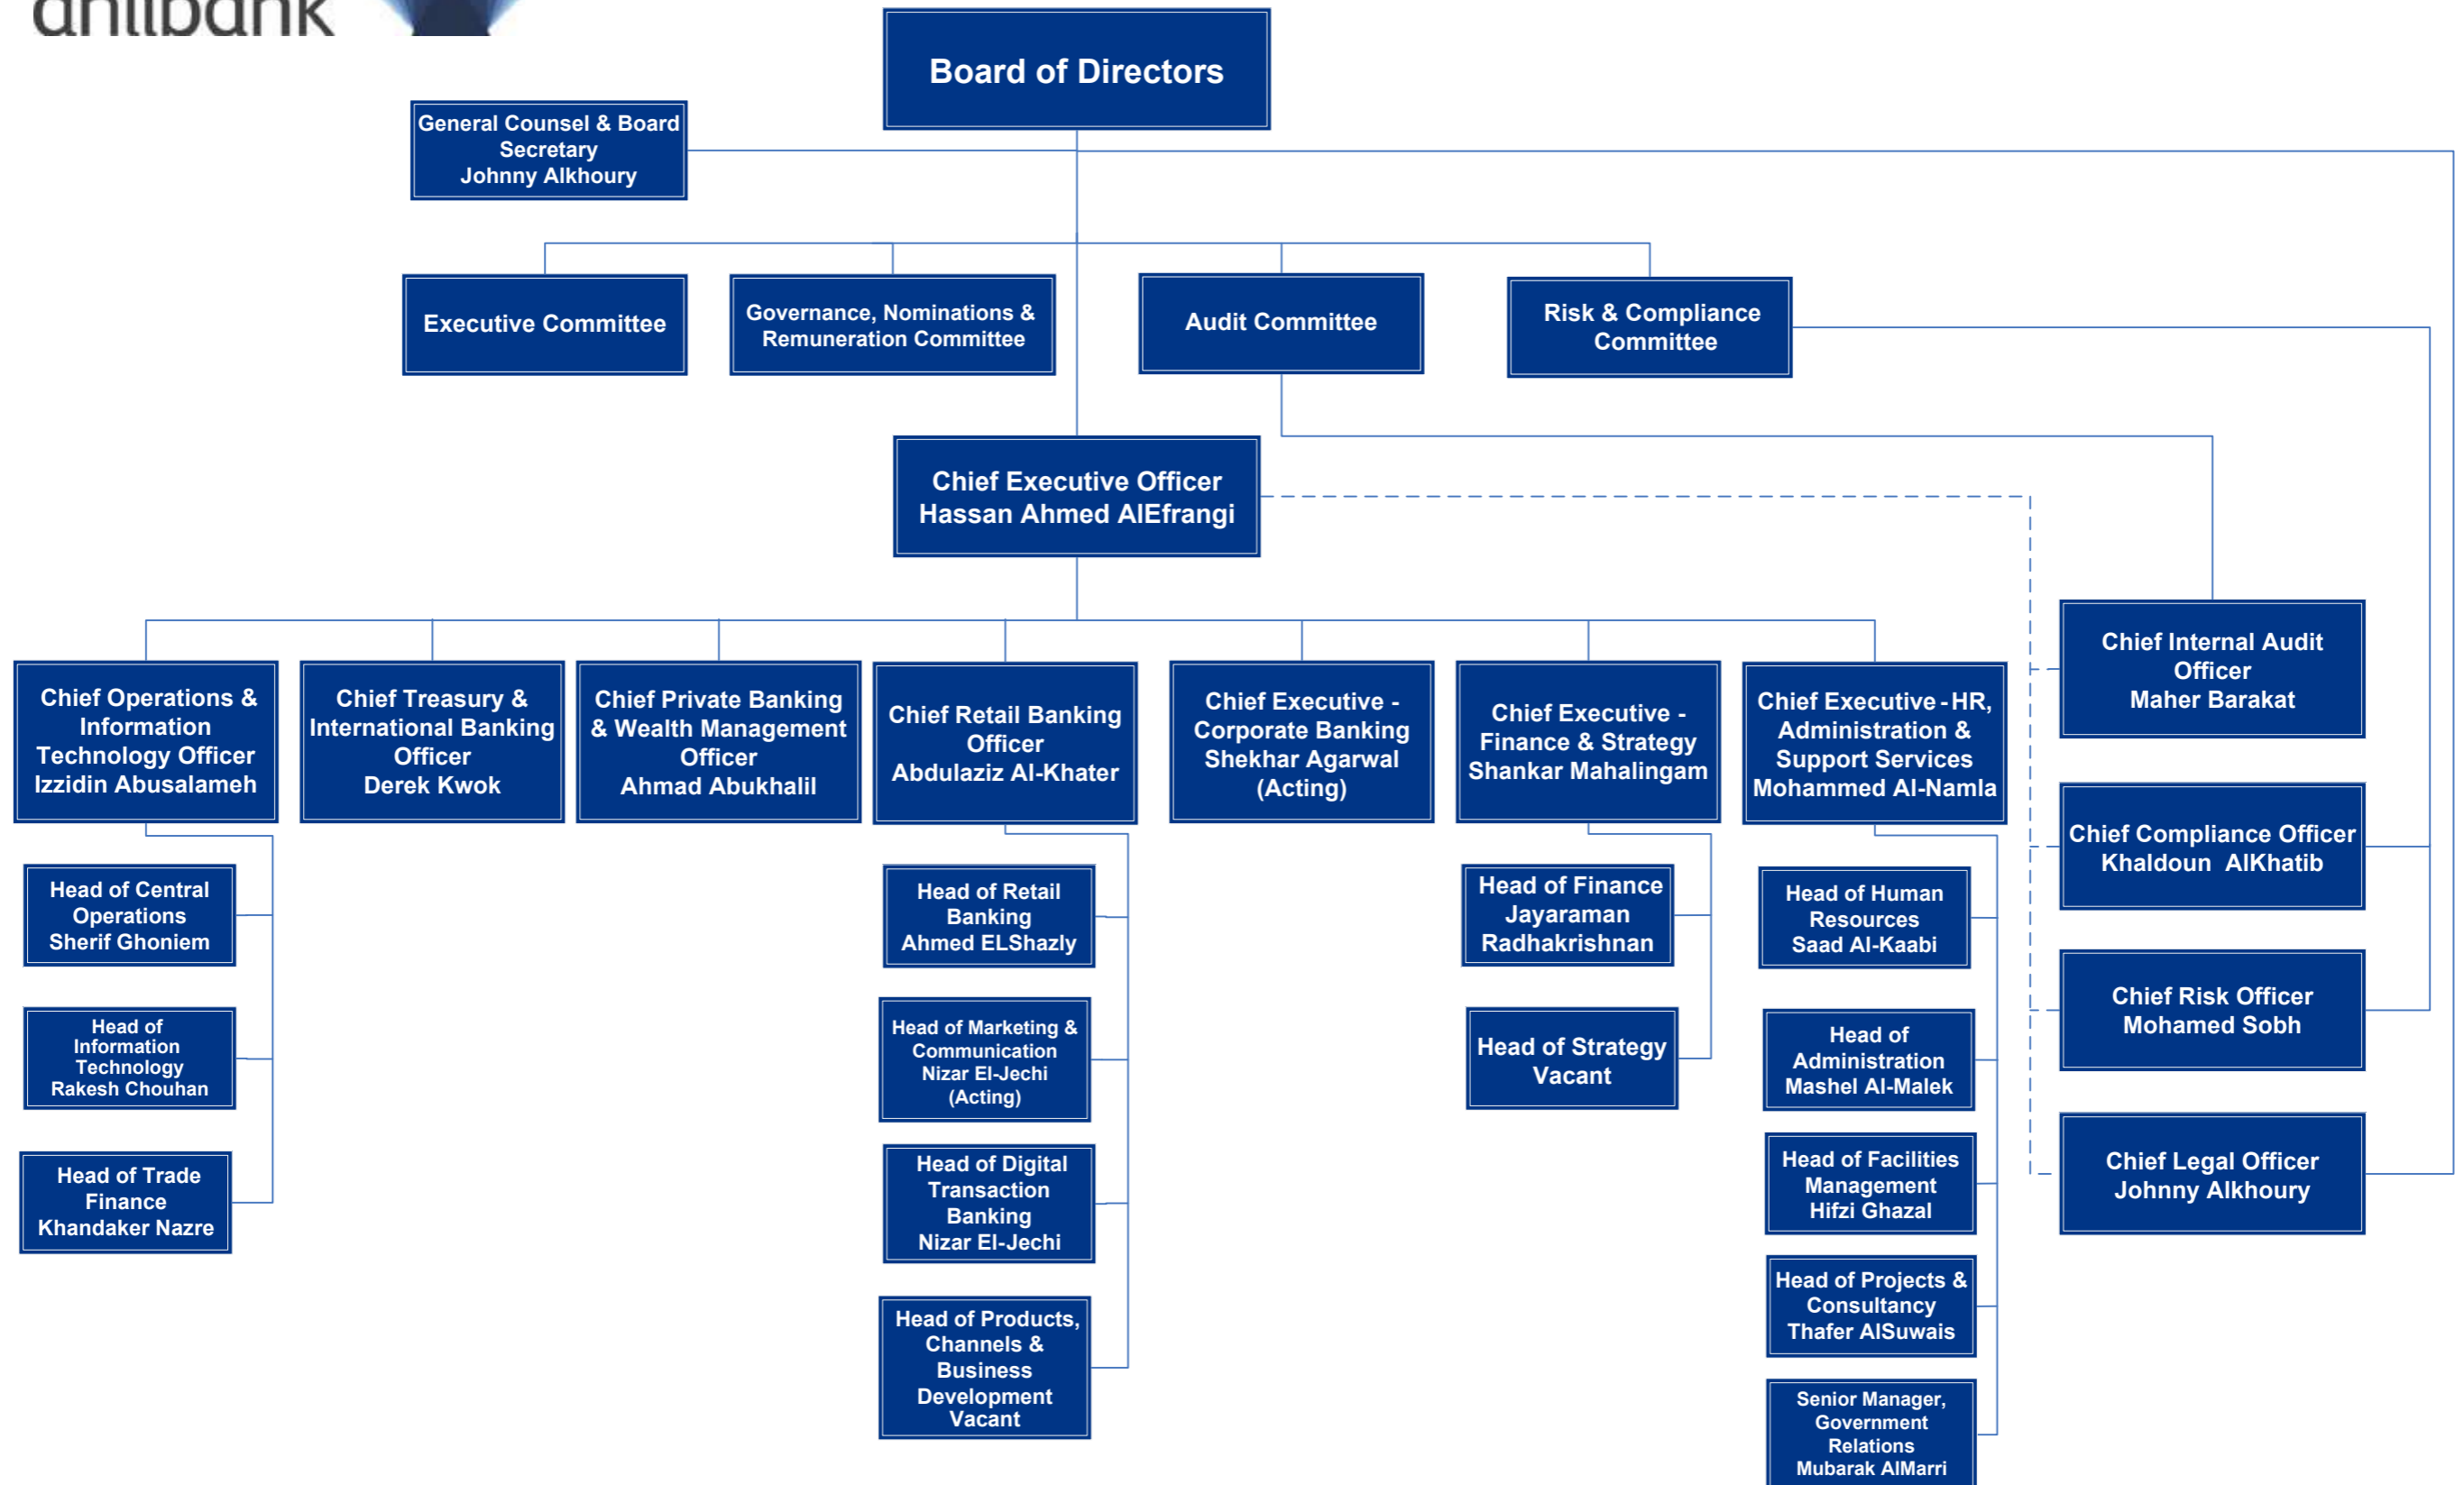 ahlibank
Board of Directors
General Counsel & Board
Secretary
Johnny Alkhoury
Executive Committee
Governance, Nominations &
Remuneration Committee
Audit Committee
Risk & Compliance
Committee
Chief Executive Officer
Hassan Ahmed AlEfrangi
Chief Operations &
Information
Technology Officer
Izzidin Abusalameh
Chief Treasury &
International Banking
Officer
Derek Kwok
Chief Private Banking
& Wealth Management
Officer
Ahmad Abukhalil
Chief Retail Banking
Officer
Abdulaziz Al-Khater
Chief Executive -
Corporate Banking
Shekhar Agarwal
(Acting)
Chief Executive -
Finance & Strategy
Shankar Mahalingam
Chief Executive - HR,
Administration &
Support Services
Mohammed Al-Namla
Chief Internal Audit
Officer
Maher Barakat
Chief Compliance Officer
Khaldoun AlKhatib
Chief Risk Officer
Mohamed Sobh
Chief Legal Officer
Johnny Alkhoury
Head of Central
Operations
Sherif Ghoniem
Head of
Information
Technology
Rakesh Chouhan
Head of Trade
Finance
Khandaker Nazre
Head of Retail
Banking
Ahmed ELShazly
Head of Marketing &
Communication
Nizar El-Jechi
(Acting)
Head of Digital
Transaction
Banking
Nizar El-Jechi
Head of Products,
Channels &
Business
Development
Vacant
Head of Finance
Jayaraman
Radhakrishnan
Head of Strategy
Vacant
Head of Human
Resources
Saad Al-Kaabi
Head of
Administration
Mashel Al-Malek
Head of Facilities
Management
Hifzi Ghazal
Head of Projects &
Consultancy
Thafer AlSuwais
Senior Manager,
Government
Relations
Mubarak AlMarri